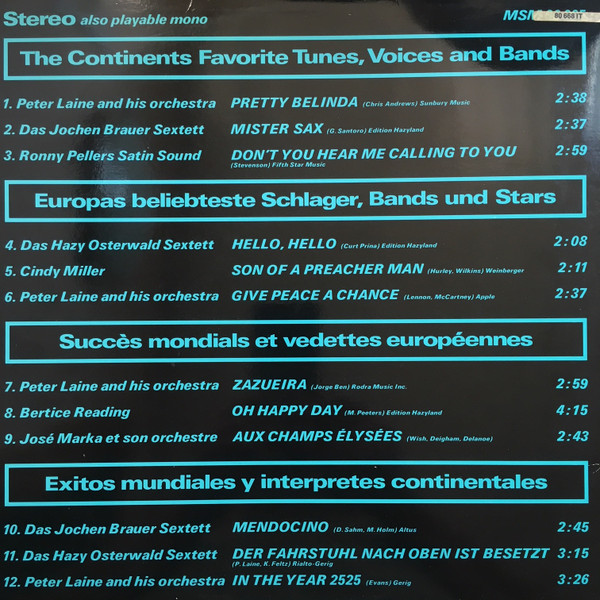 Stereo also playable mono
80 668 IT
The Continents Favorite Tunes, Voices and Bands
1. Peter Laine and his orchestra PRETTY BELINDA (Chris Andrews) Sunbury Music 2:38
2. Das Jochen Brauer Sextett MISTER SAX (G. Santoro) Edition Hazyland 2:37
3. Ronny Pellers Satin Sound DON'T YOU HEAR ME CALLING TO YOU 2:59
(Stevenson) Fifth Star Music
Europas beliebteste Schlager, Bands und Stars
4. Das Hazy Osterwald Sextett HELLO, HELLO (Curt Prina) Edition Hazyland 2:08
5. Cindy Miller SON OF A PREACHER MAN (Hurley, Wilkins) Weinberger 2:11
6. Peter Laine and his orchestra GIVE PEACE A CHANCE (Lennon, McCartney) Apple 2:37
Succès mondials et vedettes européennes
7. Peter Laine and his orchestra ZAZUEIRA (Jorge Ben) Rodra Music Inc. 2:59
8. Bertice Reading OH HAPPY DAY (M. Peeters) Edition Hazyland 4:15
9. José Marka et son orchestre AUX CHAMPS ÉLYSÉES (Wish, Deigham, Delanoe) 2:43
Exitos mundiales y interpretes continentales
10. Das Jochen Brauer Sextett MENDOCINO (D. Sahm, M. Holm) Altus 2:45
11. Das Hazy Osterwald Sextett DER FAHRSTUHL NACH OBEN IST BESETZT 3:15
(P. Laine, K. Feltz) Rialto-Gerig
12. Peter Laine and his orchestra IN THE YEAR 2525 (Evans) Gerig 3:26